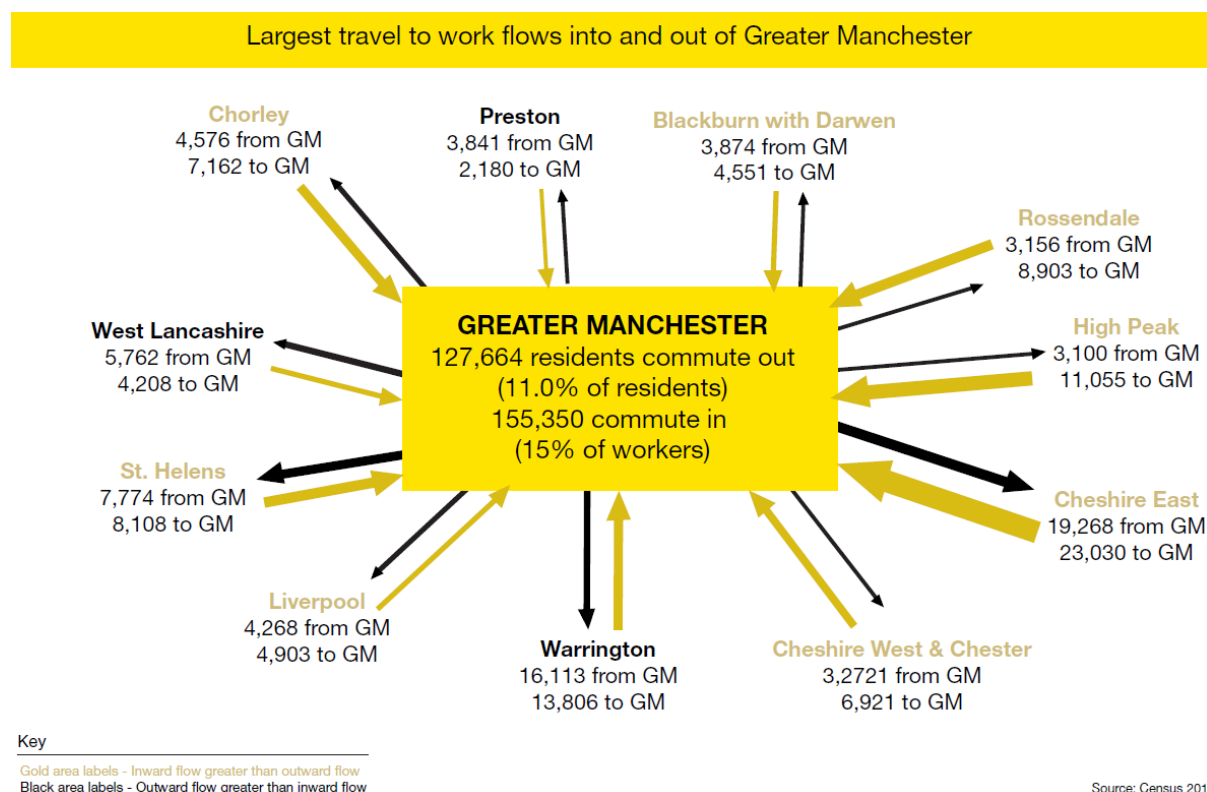 Largest travel to work flows into and out of Greater Manchester
Chorley
4,576 from GM
7,162 to GM
Preston
3,841 from GM
2,180 to GM
Blackburn with Darwen
3,874 from GM
4,551 to GM
Rossendale
3,156 from GM
8,903 to GM
West Lancashire
5,762 from GM
4,208 to GM
GREATER MANCHESTER
127,664 residents commute out
(11.0% of residents)
155,350 commute in
(15% of workers)
High Peak
3,100 from GM
11,055 to GM
St. Helens
7,774 from GM
8,108 to GM
Cheshire East
19,268 from GM
23,030 to GM
Liverpool
4,268 from GM
4,903 to GM
Warrington
16,113 from GM
13,806 to GM
Cheshire West & Chester
3,2721 from GM
6,921 to GM
Key
Gold area labels - Inward flow greater than outward flow
Black area labels - Outward flow greater than inward flow
Source: Census 201